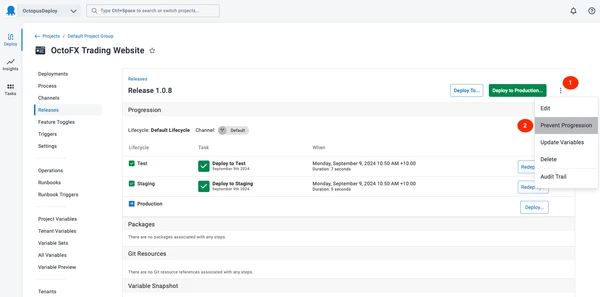 OctopusDeploy
Type Ctrl+Space to search or switch projects...
Deploy
Insights
Tasks
Projects / Default Project Group
OctoFX Trading Website
Deployments
Process
Channels
Releases
Feature Toggles
Triggers
Settings
Operations
Runbooks
Runbook Triggers
Project Variables
Tenant Variables
Variable Sets
All Variables
Variable Preview
Tenants
Releases
Release 1.0.8
Deploy To...
Deploy to Production...
1
Edit
2
Prevent Progression
Update Variables
Delete
Audit Trail
Progression
Lifecycle: Default Lifecycle Channel: Default
Lifecycle Task When
Test Deploy to Test Monday, September 9, 2024 10:50 AM +10:00
September 9th 2024 Duration: 7 seconds
Staging Deploy to Staging Monday, September 9, 2024 10:50 AM +10:00
September 9th 2024 Duration: 9 seconds
Production Deploy...
Packages
There are no packages associated with any steps.
Git Resources
There are no Git resource references associated with any steps.
Variable Snapshot